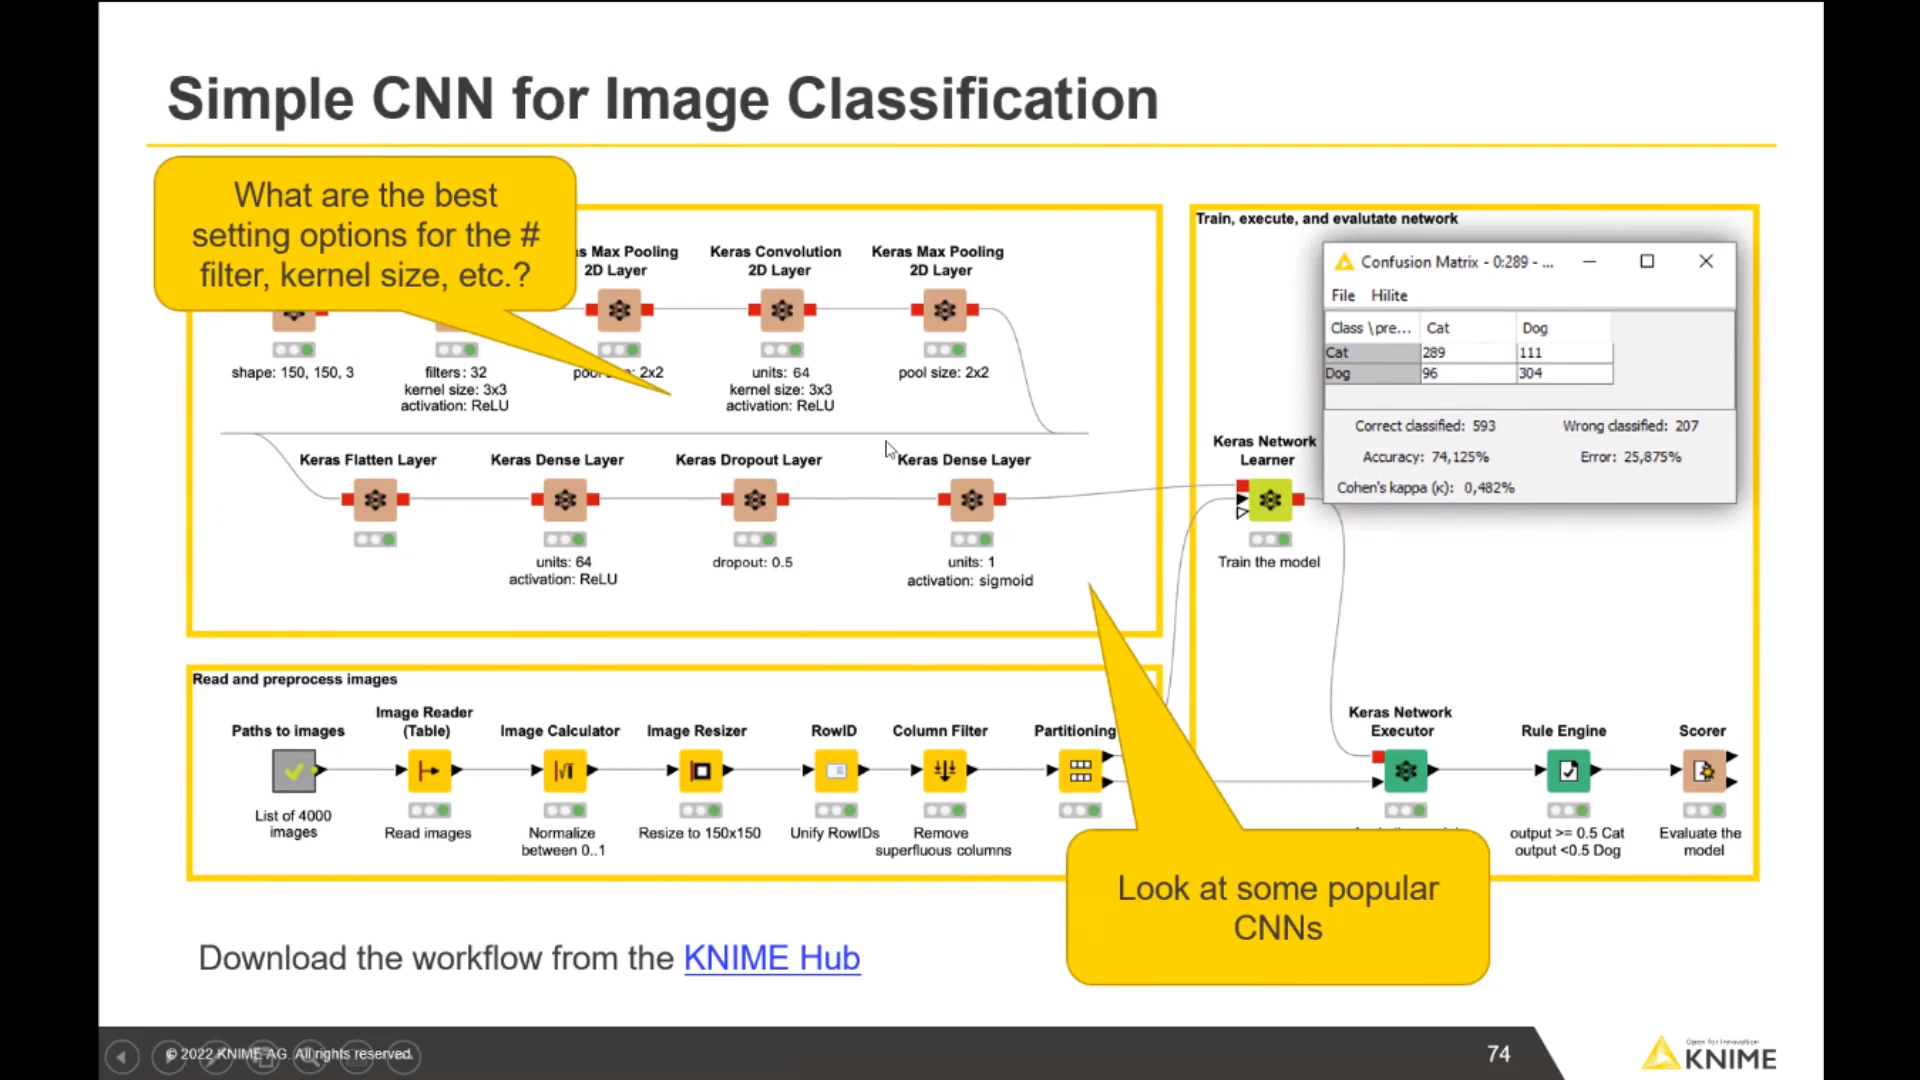 Simple CNN for Image Classification
What are the best
setting options for the #
filter, kernel size, etc.?
Max Pooling
2D Layer
Keras Convolution
2D Layer
Keras Max Pooling
2D Layer
shape: 150, 150, 3
filters: 32
kernel size: 3x3
activation: ReLU
2x2
units: 64
kernel size: 3x3
activation: ReLU
pool size: 2x2
Keras Flatten Layer
Keras Dense Layer
Keras Dropout Layer
Keras Dense Layer
units: 64
activation: ReLU
dropout: 0.5
units: 1
activation: sigmoid
Train, execute, and evalutate network
Confusion Matrix - 0:289 - ...
File Hilite
Class \pre... Cat Dog
Cat 289 111
Dog 96 304
Correct classified: 593 Wrong classified: 207
Accuracy: 74,125% Error: 25,875%
Cohen's kappa (κ): 0,482%
Keras Network
Learner
Train the model
Read and preprocess images
Paths to images
List of 4000
images
Image Reader
(Table)
Read images
Image Calculator
Normalize
between 0..1
Image Resizer
Resize to 150x150
RowID
Unify RowIDs
Column Filter
Remove
superfluous columns
Partitioning
Keras Network
Executor
Rule Engine
output >= 0.5 Cat
output <0.5 Dog
Scorer
Evaluate the
model
Look at some popular
CNNs
Download the workflow from the KNIME Hub
© 2022 KNIME AG. All rights reserved.
74
Open for Innovation
KNIME